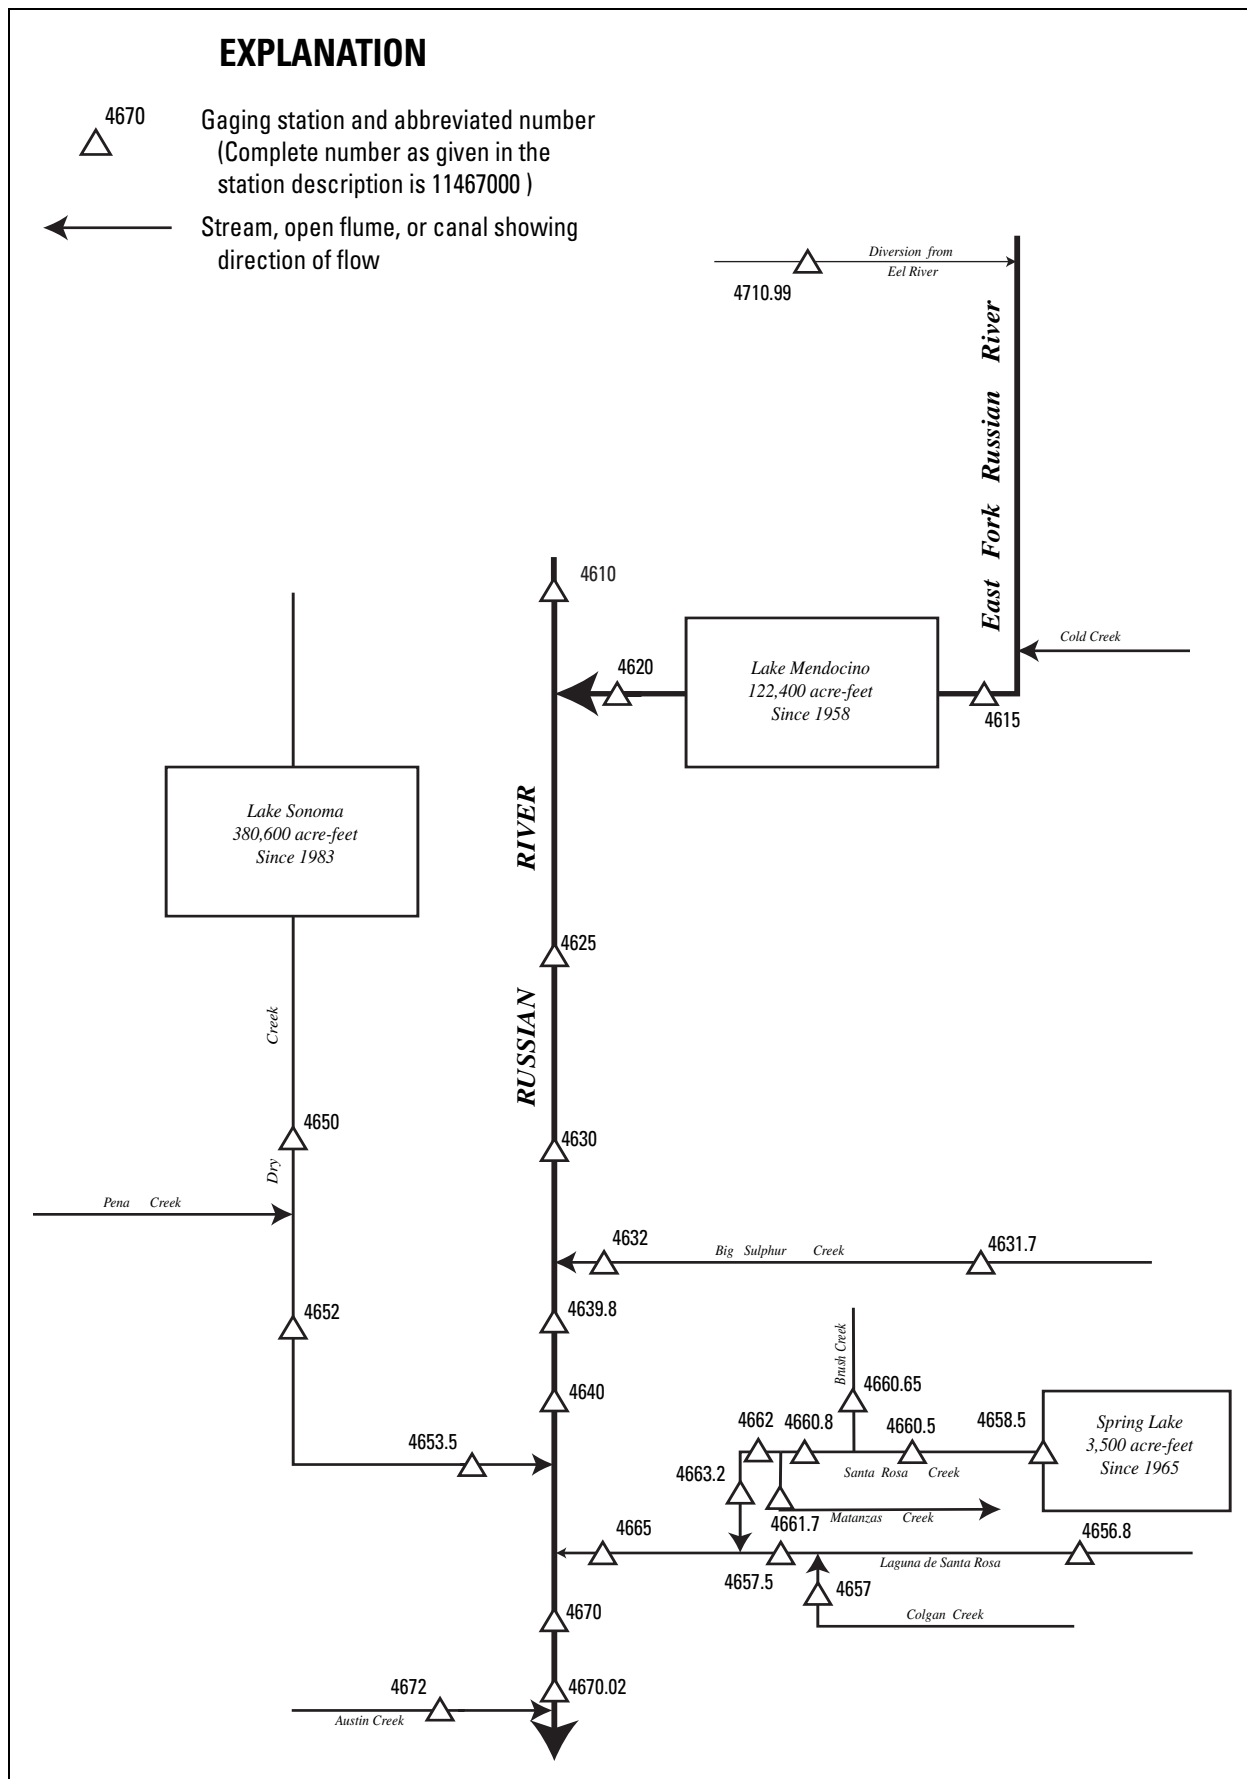 EXPLANATION
4670
Gaging station and abbreviated number
(Complete number as given in the
station description is 11467000 )
Stream, open flume, or canal showing
direction of flow
Diversion from
Eel River
4710.99
East Fork Russian River
4610
Cold Creek
4620
Lake Mendocino
122,400 acre-feet
Since 1958
4615
Lake Sonoma
380,600 acre-feet
Since 1983
RUSSIAN RIVER
4625
Dry Creek
4650
4630
Pena Creek
4632
Big Sulphur Creek
4631.7
4652
4639.8
Brush Creek
4660.65
4640
4653.5
4662
4660.8
4660.5
4658.5
Spring Lake
3,500 acre-feet
Since 1965
Santa Rosa Creek
4663.2
4661.7
Matanzas Creek
4665
4657.5
Laguna de Santa Rosa
4656.8
4657
Colgan Creek
4670
4672
4670.02
Austin Creek